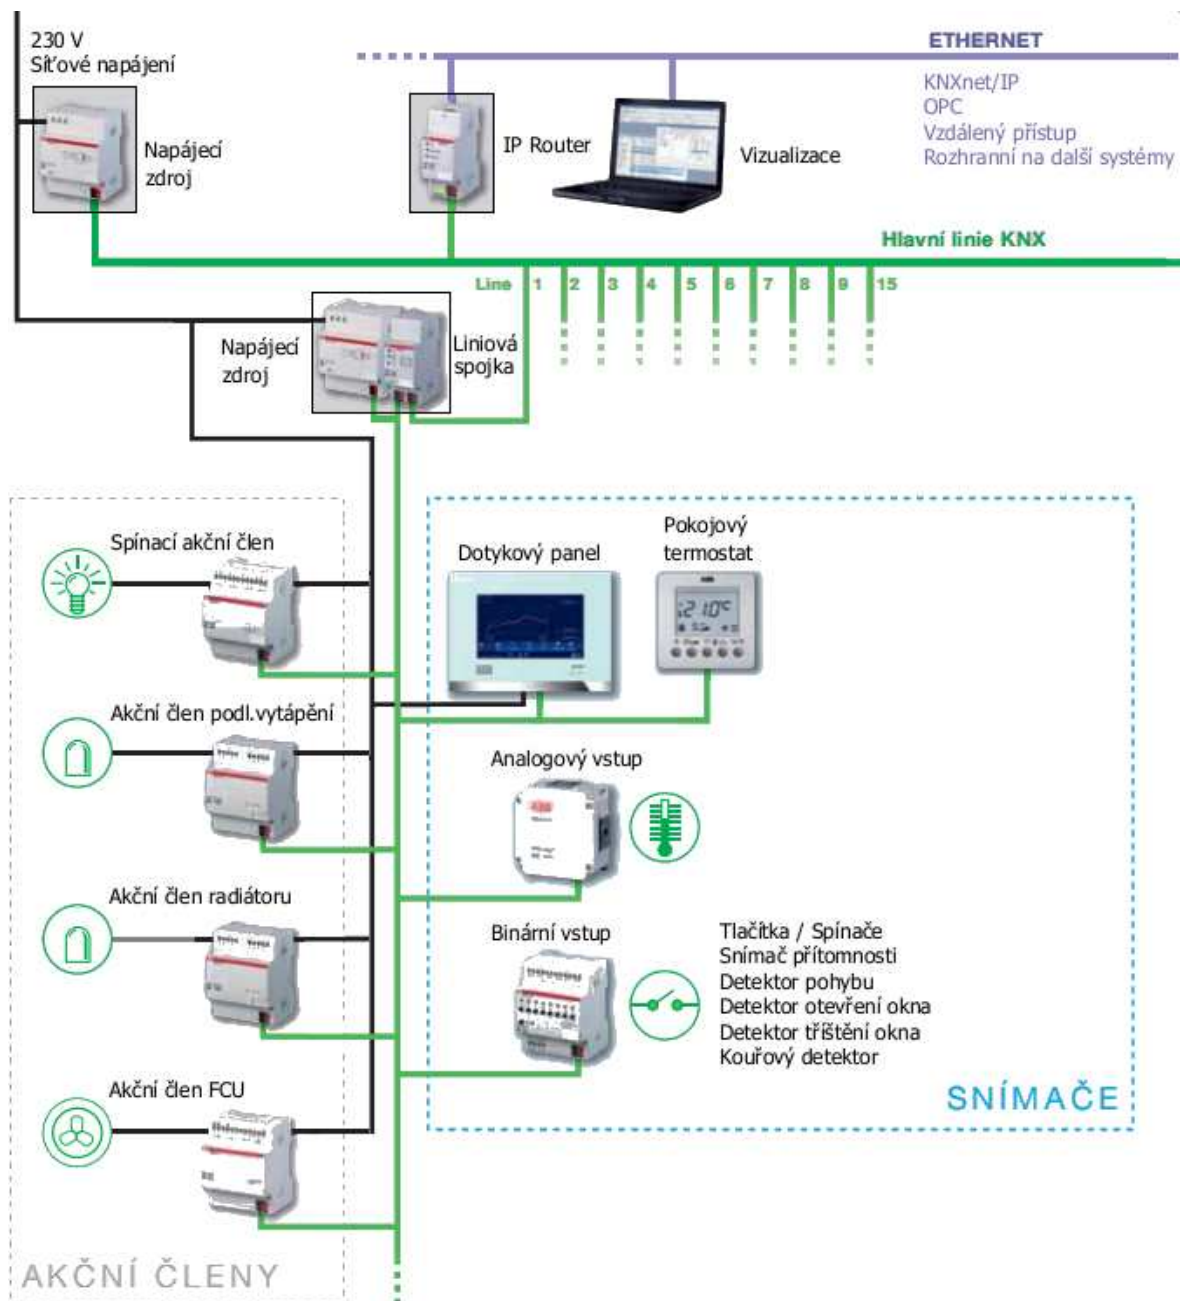 230 V
Síťové napájení
ETHERNET
KNXnet/IP
OPC
Vzdálený přístup
Rozhranní na další systémy
Napájecí
zdroj
IP Router
Vizualizace
Hlavní linie KNX
Line 1 2 3 4 5 6 7 8 9 15
Napájecí
zdroj
Liniová
spojka
Spínací akční člen
Dotykový panel
Pokojový
termostat
21.0°C
Akční člen podl.vytápění
Analogový vstup
ABB
Akční člen radiátoru
Binární vstup
Tlačítka / Spínače
Snímač přítomnosti
Detektor pohybu
Detektor otevření okna
Detektor tříštění okna
Kouřový detektor
Akční člen FCU
SNÍMAČE
AKČNÍ ČLENY